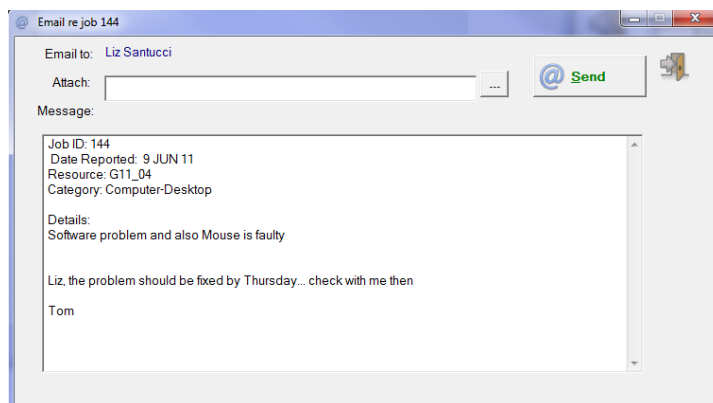 Email re job 144
Email to: Liz Santucci
Attach:
...
@ Send
Message:
Job ID: 144
Date Reported: 9 JUN 11
Resource: G11_04
Category: Computer-Desktop
Details:
Software problem and also Mouse is faulty
Liz, the problem should be fixed by Thursday... check with me then
Tom